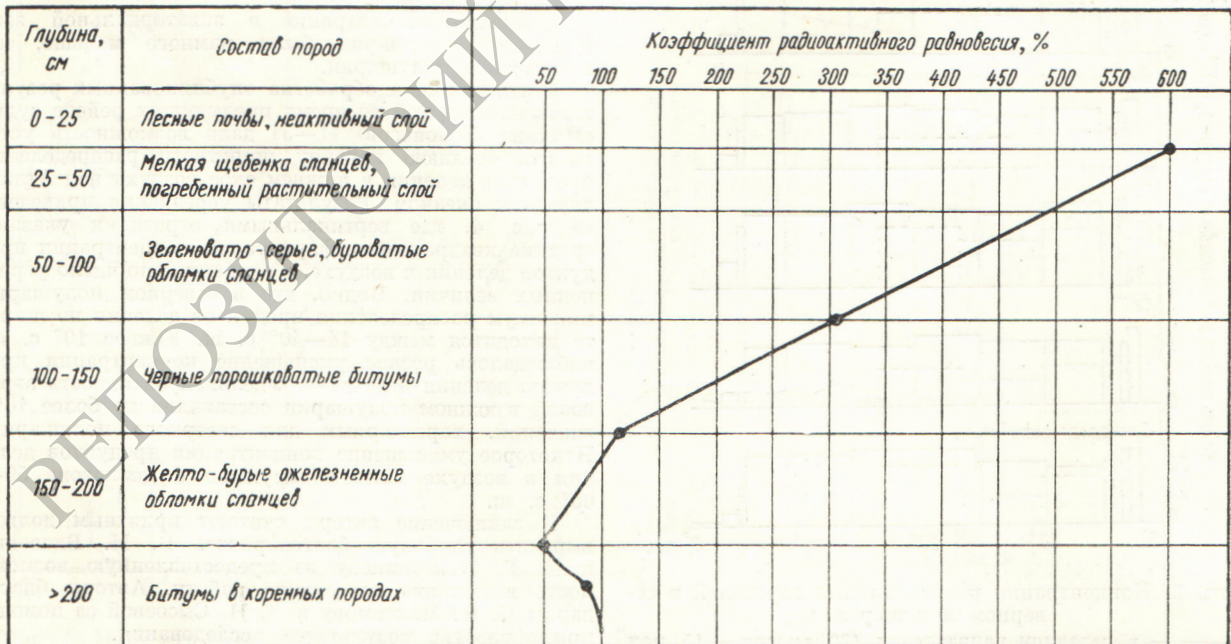 Глубина, см
Состав пород
Коэффициент радиоактивного равновесия, %
50 100 150 200 250 300 350 400 450 500 550 600
0-25
Лесные почвы, неактивный слой
25-50
Мелкая щебенка сланцев,
погребенный растительный слой
50-100
Зеленовато-серые, буроватые
обломки сланцев
100-150
Черные порошковатые битумы
150-200
Желто-бурые ожелезненные
обломки сланцев
>200
Битумы в коренных породах
РЕПОЗИТОРИЙ